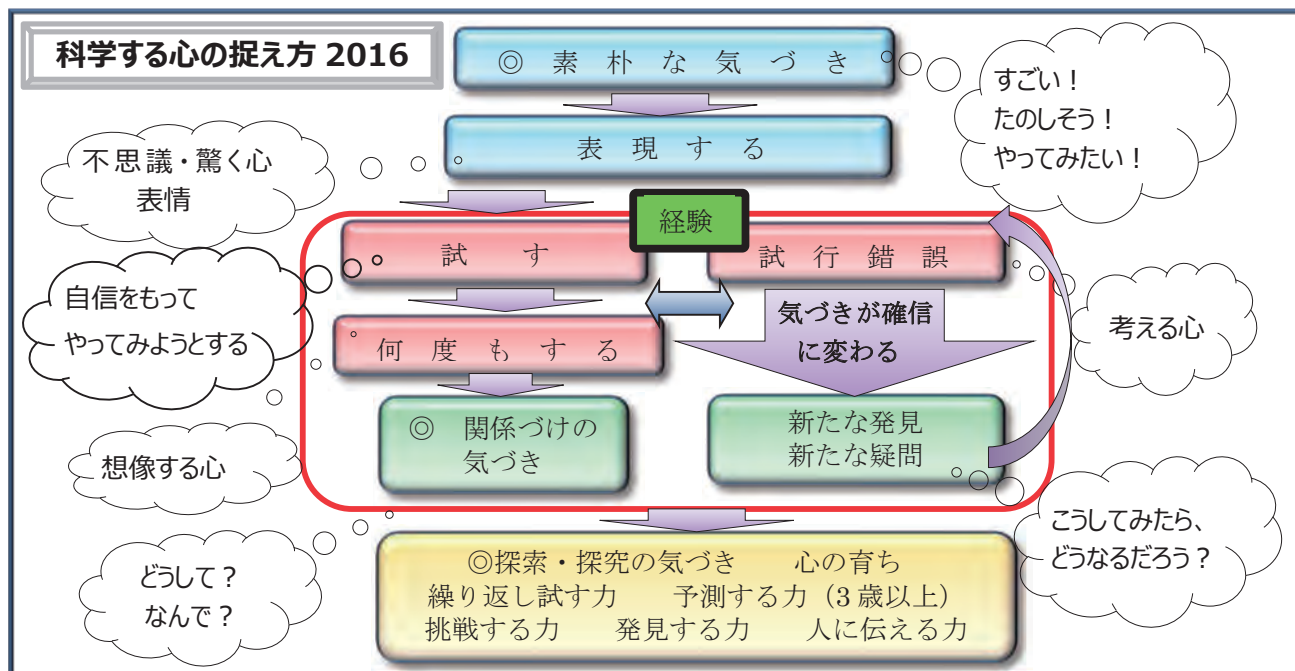 科学する心の捉え方 2016
◎ 素朴な気づき
すごい！
たのしそう！
やってみたい！
表現する
不思議・驚く心
表情
経験
試す
試行錯誤
自信をもって
やってみようとする
気づきが確信
に変わる
考える心
何度もする
◎ 関係づけの
気づき
新たな発見
新たな疑問
想像する心
こうしてみたら、
どうなるだろう？
どうして？
なんで？
◎探索・探究の気づき　心の育ち
繰り返し試す力　予測する力（3 歳以上）
挑戦する力　発見する力　人に伝える力